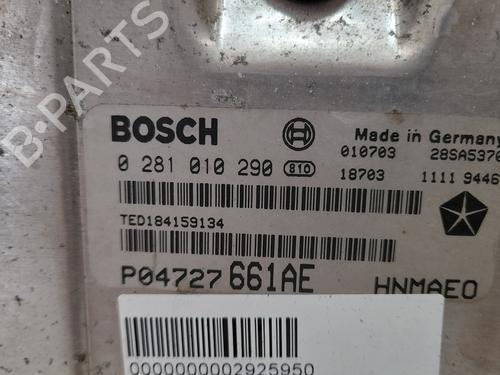 B-PARTS
BOSCH
Made in Germany
010703 28SA5370
0 281 010 290 810
18703 1111 9446
TED184159134
P04727661AE HNMAEO
0000000002925950